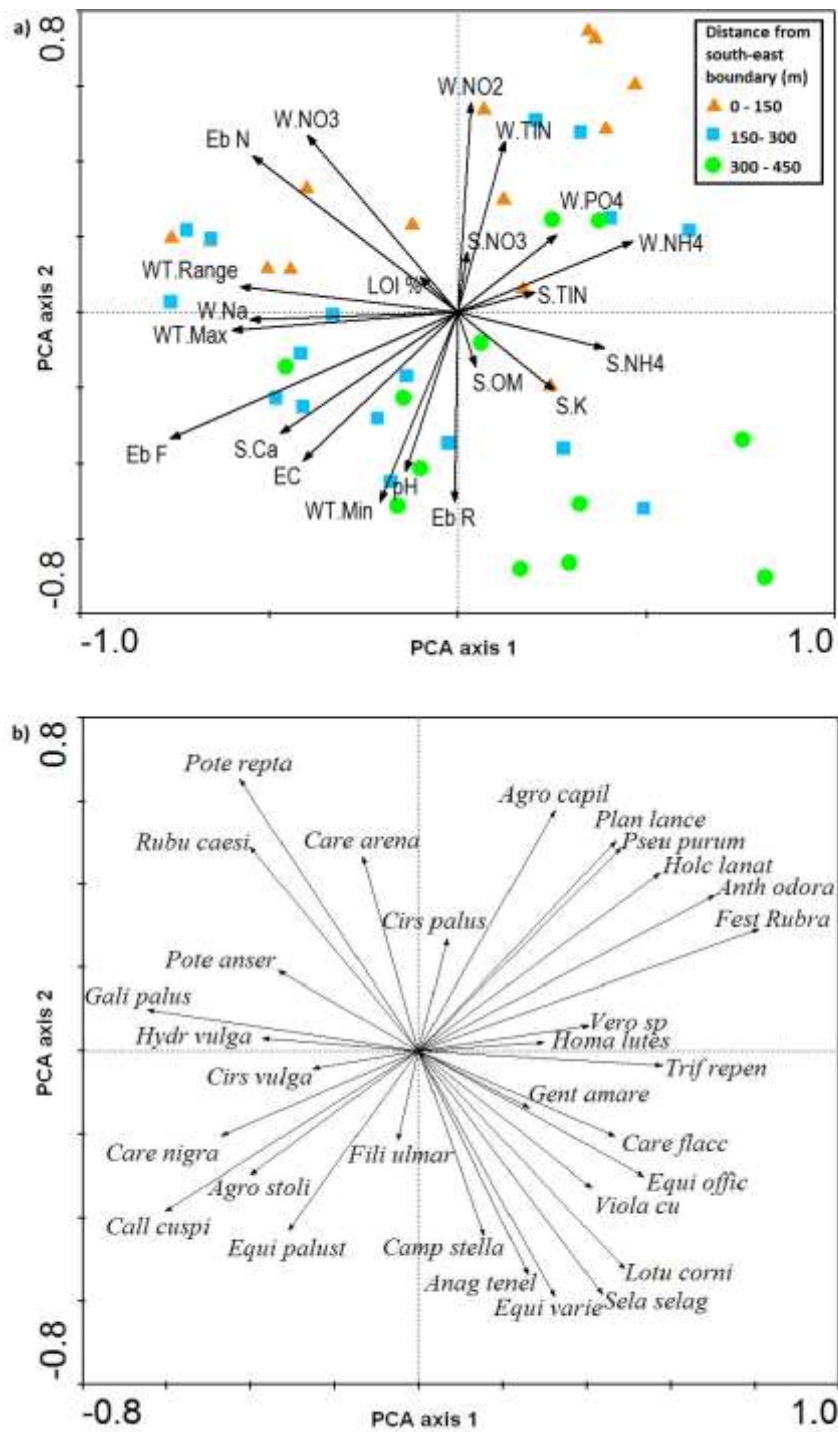 a)
0.8
Distance from
south-east
boundary (m)
0 - 150
150- 300
300 - 450
W.NO2
W.NO3
W.TIN
Eb N
W.PO4
S.NO3
W.NH4
WT.Range
LOI %
S.TIN
W.Na
WT.Max
S.NH4
S.OM
S.K
Eb F
S.Ca
EC
pH
WT.Min
Eb R
PCA axis 2
-0.8
-1.0
PCA axis 1
1.0
b)
0.8
Pote repta
Agro capil
Plan lance
Rubu caesi
Care arena
Pseu purum
Holc lanat
Anth odora
Cirs palus
Fest Rubra
Pote anser
Gali palus
Vero sp
Hydr vulga
Homa lutes
Cirs vulga
Trif repen
Gent amare
Care nigra
Fili ulmar
Care flacc
Agro stoli
Equi offic
Call cuspi
Viola cu
Equi palust
Camp stella
Anag tenel
Lotu corni
Equi varie
Sela selag
PCA axis 2
-0.8
-0.8
PCA axis 1
1.0